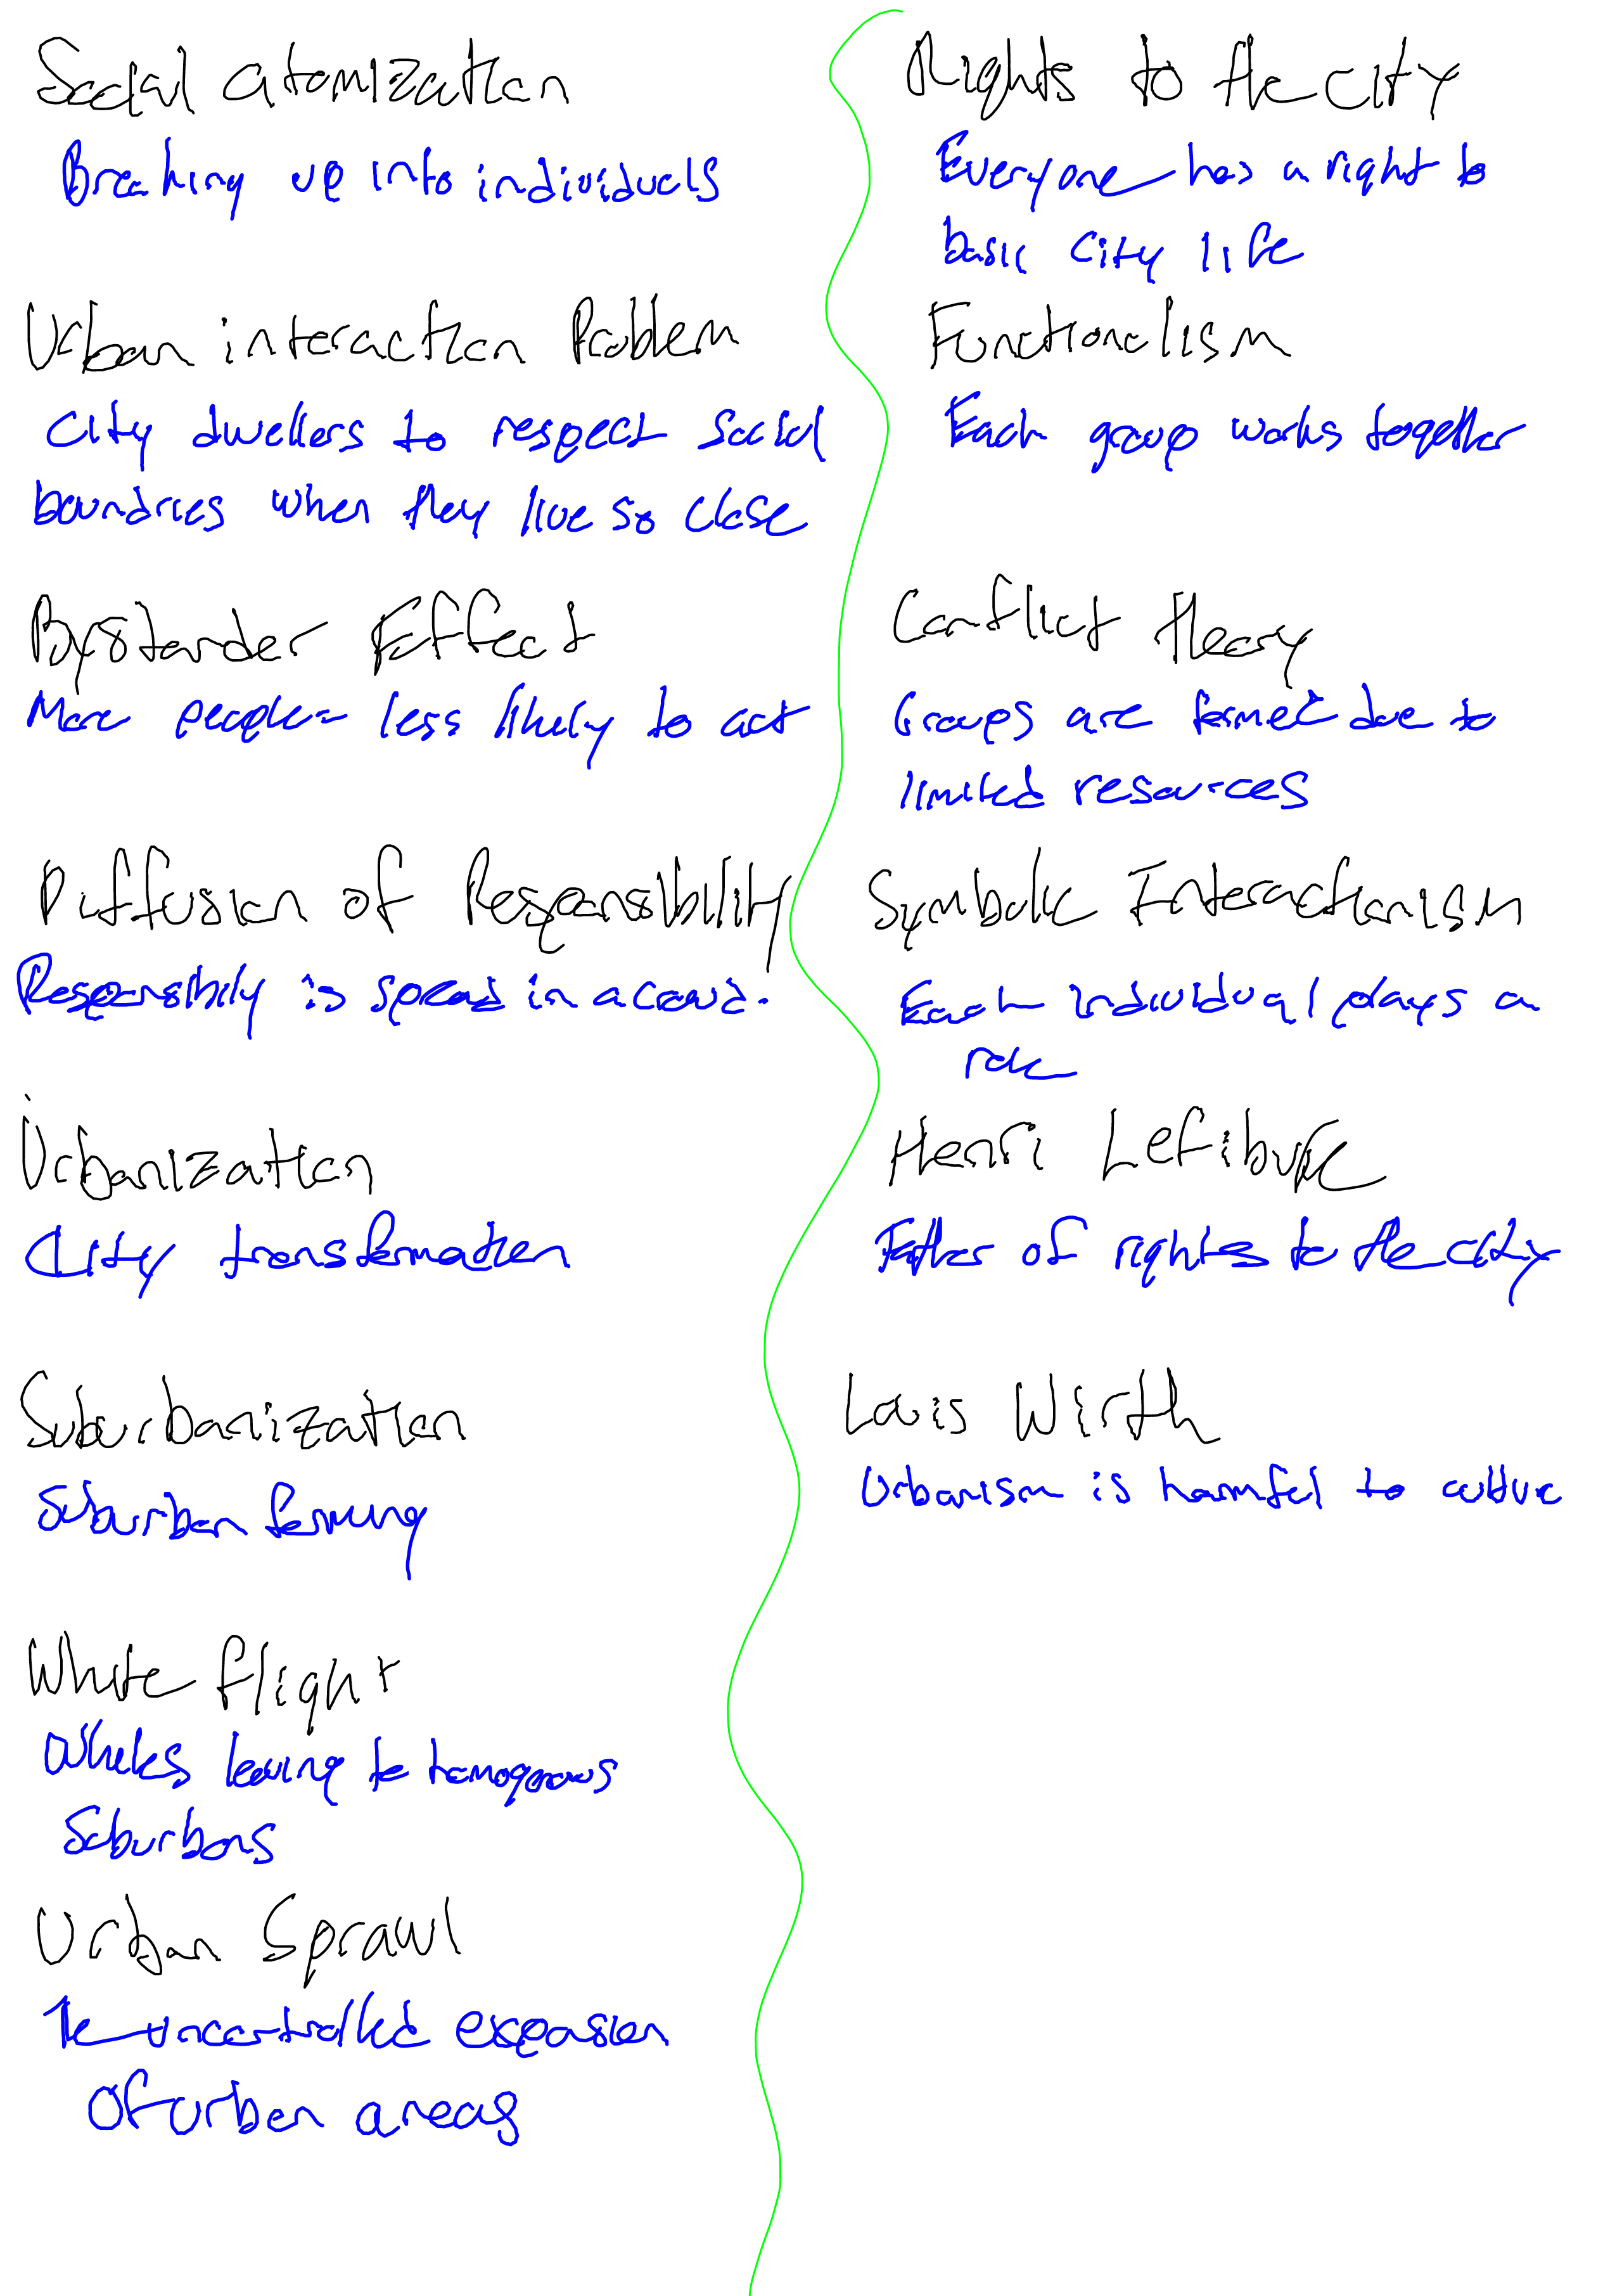 Social atomization
Breaking up into individuals
Urban interaction Problem
City dwellers to respect social
boundries when they live so close
Bystander Effect
More people = less likely to act
Diffusion of Responsibility
Responsibily is spread in a crowd.
Urbanization
City transformation
Suburbanization
Suburban forming
White flight
Whites leaving to homogenous
Suburbans
Urban Sprawl
The uncontrolled expansion
of urban areas
Rights to the city
Everyone has a right to
basic city life
Functionalism
Each group works together
Conflict theory
Groups are formed due to
limited resources
Symbolic Interactionism
Each individual plays a
role
Henri Lefibvre
Father of rights to the city
Louis Wirth
Urbanism is harmful to culture